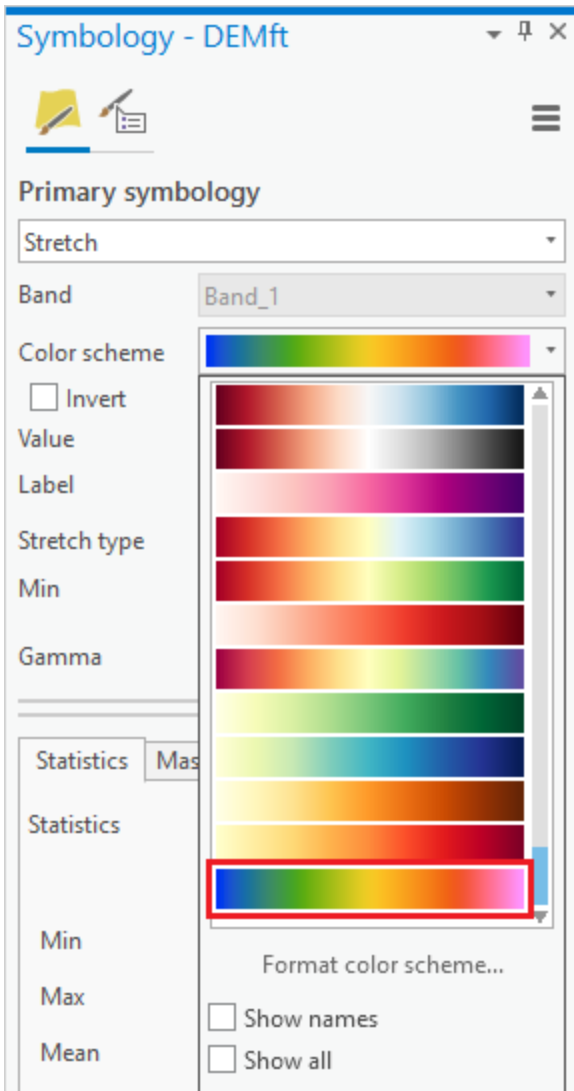 Symbology - DEMft
Primary symbology
Stretch
Band Band_1
Color scheme
Invert
Value
Label
Stretch type
Min
Gamma
Statistics Mas
Statistics
Min
Max
Mean
Format color scheme...
Show names
Show all